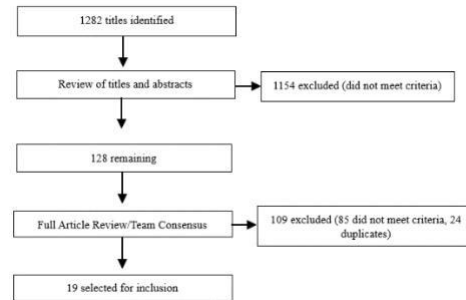 1282 titles identified
Review of titles and abstracts
1154 excluded (did not meet criteria)
128 remaining
Full Article Review/Team Consensus
109 excluded (85 did not meet criteria, 24
duplicates)
19 selected for inclusion